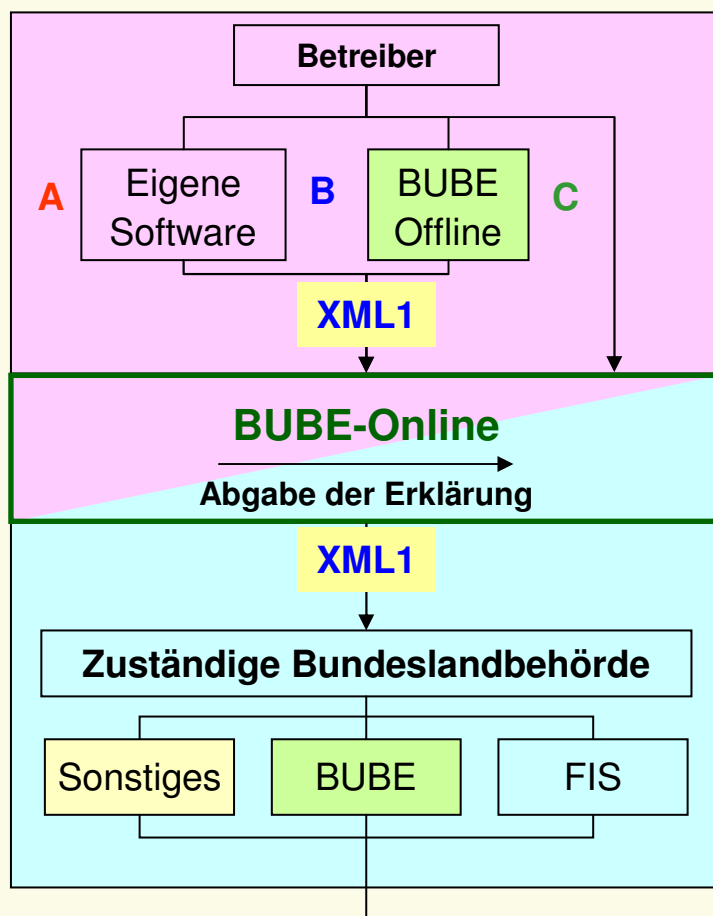 Betreiber
A
Eigene
Software
B
BUBE
Offline
C
XML1
BUBE-Online
Abgabe der Erklärung
XML1
Zuständige Bundeslandbehörde
Sonstiges
BUBE
FIS